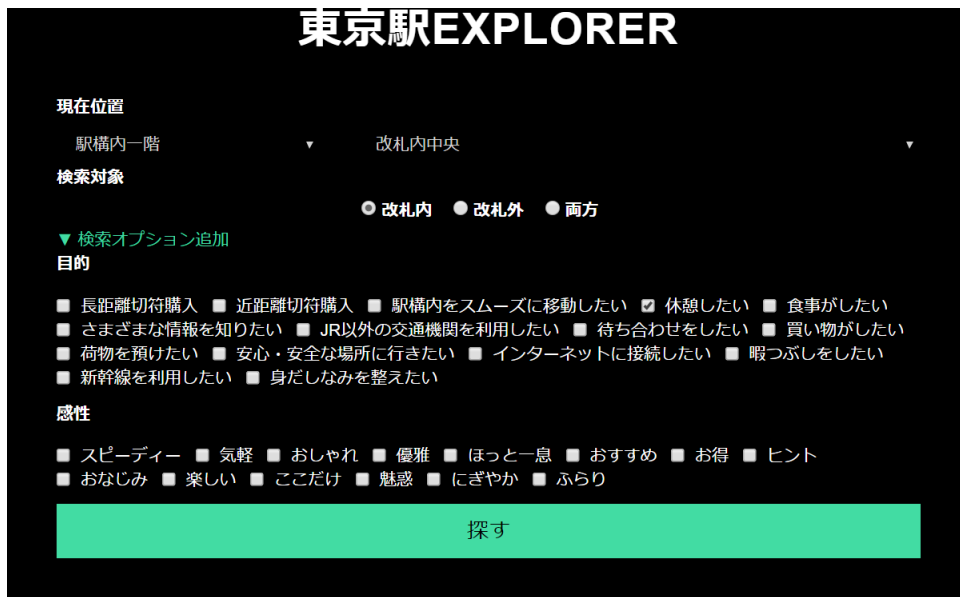 東京駅EXPLORER
現在位置
駅構内一階 ▼ 改札内中央 ▼
検索対象
改札内 改札外 両方
▼ 検索オプション追加
目的
長距離切符購入 近距離切符購入 駅構内をスムーズに移動したい 休憩したい 食事がしたい
さまざまな情報を知りたい JR以外の交通機関を利用したい 待ち合わせをしたい 買い物がしたい
荷物を預けたい 安心・安全な場所に行きたい インターネットに接続したい 暇つぶしをしたい
新幹線を利用したい 身だしなみを整えたい
感性
スピーディー 気軽 おしゃれ 優雅 ほっと一息 おすすめ お得 ヒント
おなじみ 楽しい ここだけ 魅惑 にぎやか ふらり
探す